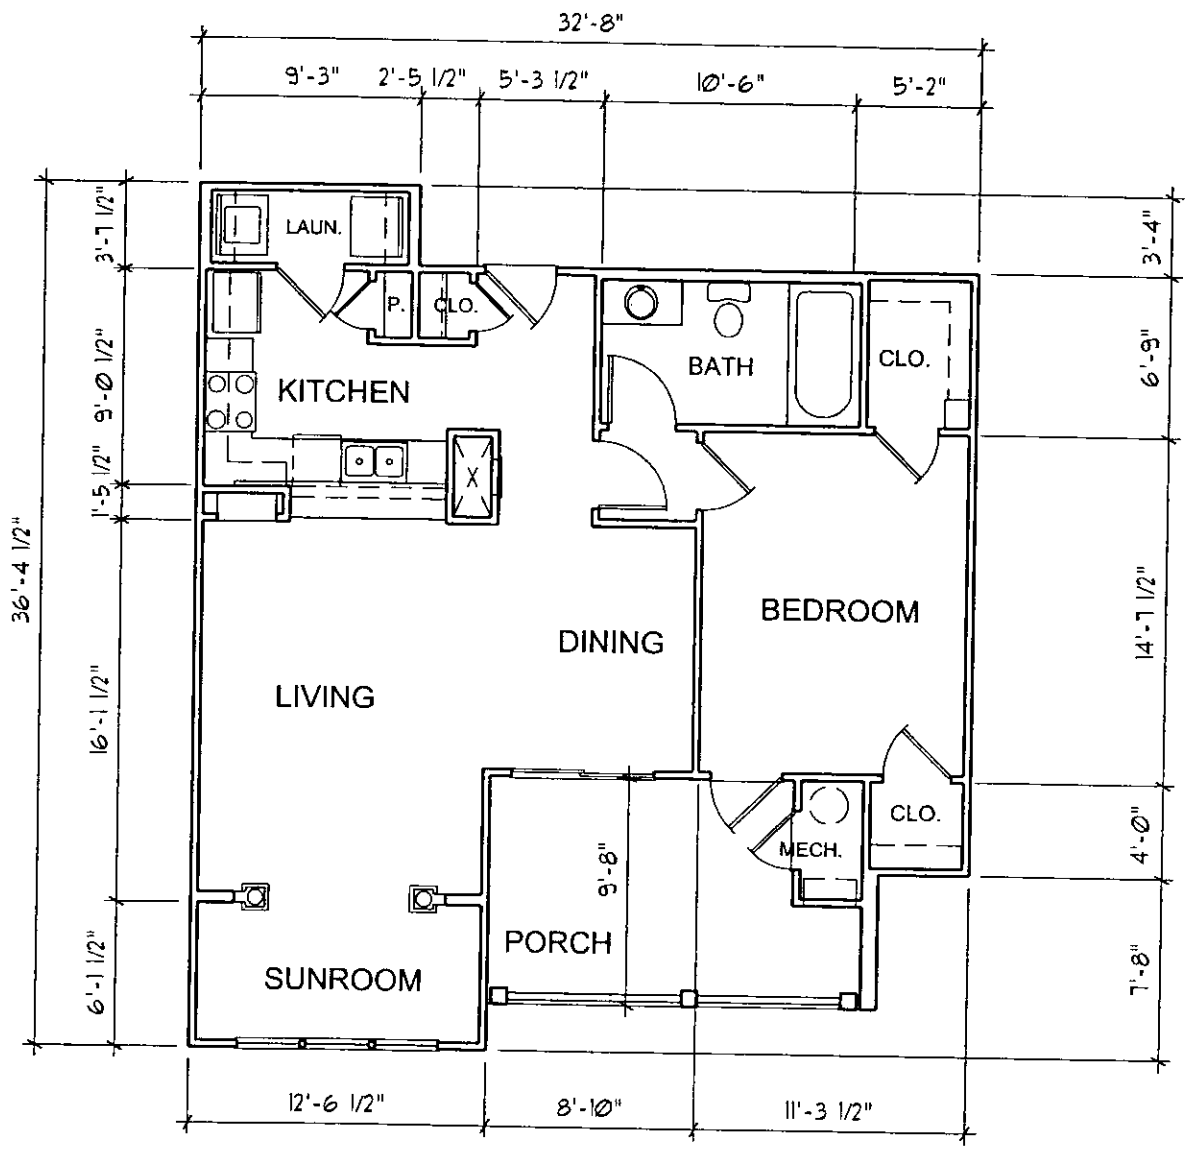 32'-8"
9'-3" 2'-5 1/2" 5'-3 1/2" 10'-6" 5'-2"
3'-7 1/2"
3'-4"
LAUN.
P. CLO.
9'-0 1/2"
KITCHEN
BATH
CLO.
6'-9"
1'-5 1/2"
X
36'-4 1/2"
BEDROOM
DINING
LIVING
14'-7 1/2"
16'-1 1/2"
CLO.
MECH.
4'-0"
9'-8"
PORCH
SUNROOM
6'-1 1/2"
7'-8"
12'-6 1/2" 8'-10" 11'-3 1/2"